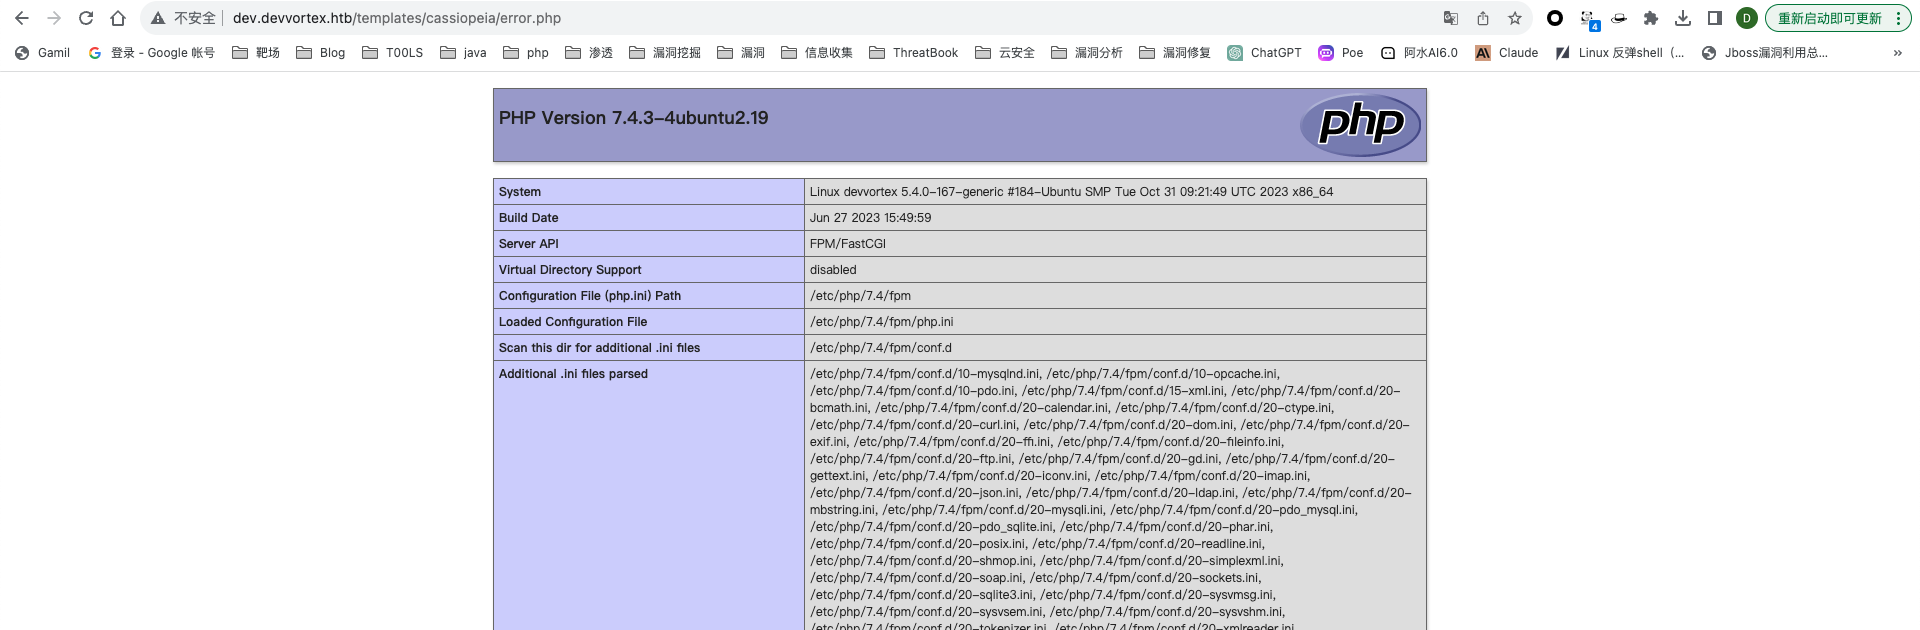 不安全 dev.devvortex.htb/templates/cassiopeia/error.php 4 D 重新启动即可更新
Gamil 登录 - Google 帐号 靶场 Blog T00LS java php 渗透 漏洞挖掘 漏洞 信息收集 ThreatBook 云安全 漏洞分析 漏洞修复 ChatGPT Poe 阿水AI6.0 Claude Linux 反弹shell（... Jboss漏洞利用总... »
PHP Version 7.4.3-4ubuntu2.19 php
System Linux devvortex 5.4.0-167-generic #184-Ubuntu SMP Tue Oct 31 09:21:49 UTC 2023 x86_64
Build Date Jun 27 2023 15:49:59
Server API FPM/FastCGI
Virtual Directory Support disabled
Configuration File (php.ini) Path /etc/php/7.4/fpm
Loaded Configuration File /etc/php/7.4/fpm/php.ini
Scan this dir for additional .ini files /etc/php/7.4/fpm/conf.d
Additional .ini files parsed /etc/php/7.4/fpm/conf.d/10-mysqlnd.ini, /etc/php/7.4/fpm/conf.d/10-opcache.ini,
/etc/php/7.4/fpm/conf.d/10-pdo.ini, /etc/php/7.4/fpm/conf.d/15-xml.ini, /etc/php/7.4/fpm/conf.d/20-
bcmath.ini, /etc/php/7.4/fpm/conf.d/20-calendar.ini, /etc/php/7.4/fpm/conf.d/20-ctype.ini,
/etc/php/7.4/fpm/conf.d/20-curl.ini, /etc/php/7.4/fpm/conf.d/20-dom.ini, /etc/php/7.4/fpm/conf.d/20-
exif.ini, /etc/php/7.4/fpm/conf.d/20-ffi.ini, /etc/php/7.4/fpm/conf.d/20-fileinfo.ini,
/etc/php/7.4/fpm/conf.d/20-ftp.ini, /etc/php/7.4/fpm/conf.d/20-gd.ini, /etc/php/7.4/fpm/conf.d/20-
gettext.ini, /etc/php/7.4/fpm/conf.d/20-iconv.ini, /etc/php/7.4/fpm/conf.d/20-imap.ini,
/etc/php/7.4/fpm/conf.d/20-json.ini, /etc/php/7.4/fpm/conf.d/20-ldap.ini, /etc/php/7.4/fpm/conf.d/20-
mbstring.ini, /etc/php/7.4/fpm/conf.d/20-mysqli.ini, /etc/php/7.4/fpm/conf.d/20-pdo_mysql.ini,
/etc/php/7.4/fpm/conf.d/20-pdo_sqlite.ini, /etc/php/7.4/fpm/conf.d/20-phar.ini,
/etc/php/7.4/fpm/conf.d/20-posix.ini, /etc/php/7.4/fpm/conf.d/20-readline.ini,
/etc/php/7.4/fpm/conf.d/20-shmop.ini, /etc/php/7.4/fpm/conf.d/20-simplexml.ini,
/etc/php/7.4/fpm/conf.d/20-soap.ini, /etc/php/7.4/fpm/conf.d/20-sockets.ini,
/etc/php/7.4/fpm/conf.d/20-sqlite3.ini, /etc/php/7.4/fpm/conf.d/20-sysvmsg.ini,
/etc/php/7.4/fpm/conf.d/20-sysvsem.ini, /etc/php/7.4/fpm/conf.d/20-sysvshm.ini,
/etc/php/7.4/fpm/conf.d/20-tokenizer.ini, /etc/php/7.4/fpm/conf.d/20-xmlreader.ini,